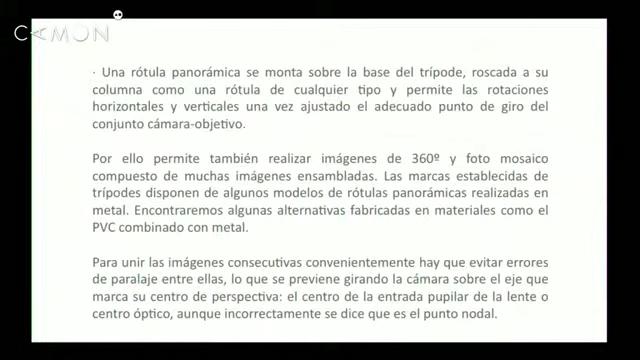 CAMON
· Una rótula panorámica se monta sobre la base del trípode, roscada a su
columna como una rótula de cualquier tipo y permite las rotaciones
horizontales y verticales una vez ajustado el adecuado punto de giro del
conjunto cámara-objetivo.
Por ello permite también realizar imágenes de 360º y foto mosaico
compuesto de muchas imágenes ensambladas. Las marcas establecidas de
trípodes disponen de algunos modelos de rótulas panorámicas realizadas en
metal. Encontraremos algunas alternativas fabricadas en materiales como el
PVC combinado con metal.
Para unir las imágenes consecutivas convenientemente hay que evitar errores
de paralaje entre ellas, lo que se previene girando la cámara sobre el eje que
marca su centro de perspectiva: el centro de la entrada pupilar de la lente o
centro óptico, aunque incorrectamente se dice que es el punto nodal.